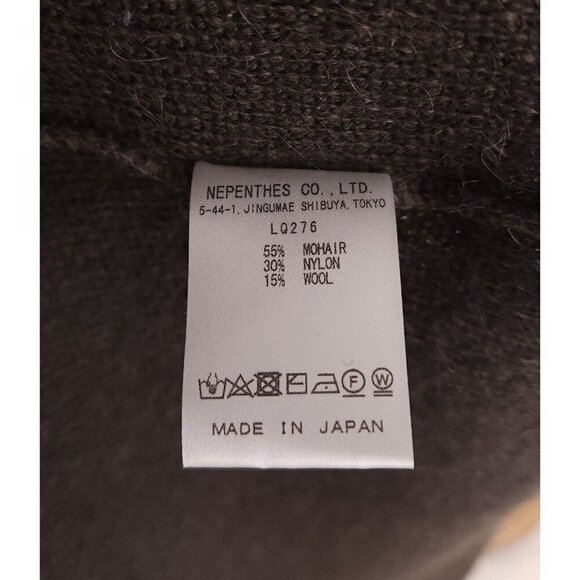 NEPENTHES CO., LTD.
5-44-1, JINGUMAE SHIBUYA, TOKYO
LQ276
55% MOHAIR
30% NYLON
15% WOOL
F W
MADE IN JAPAN